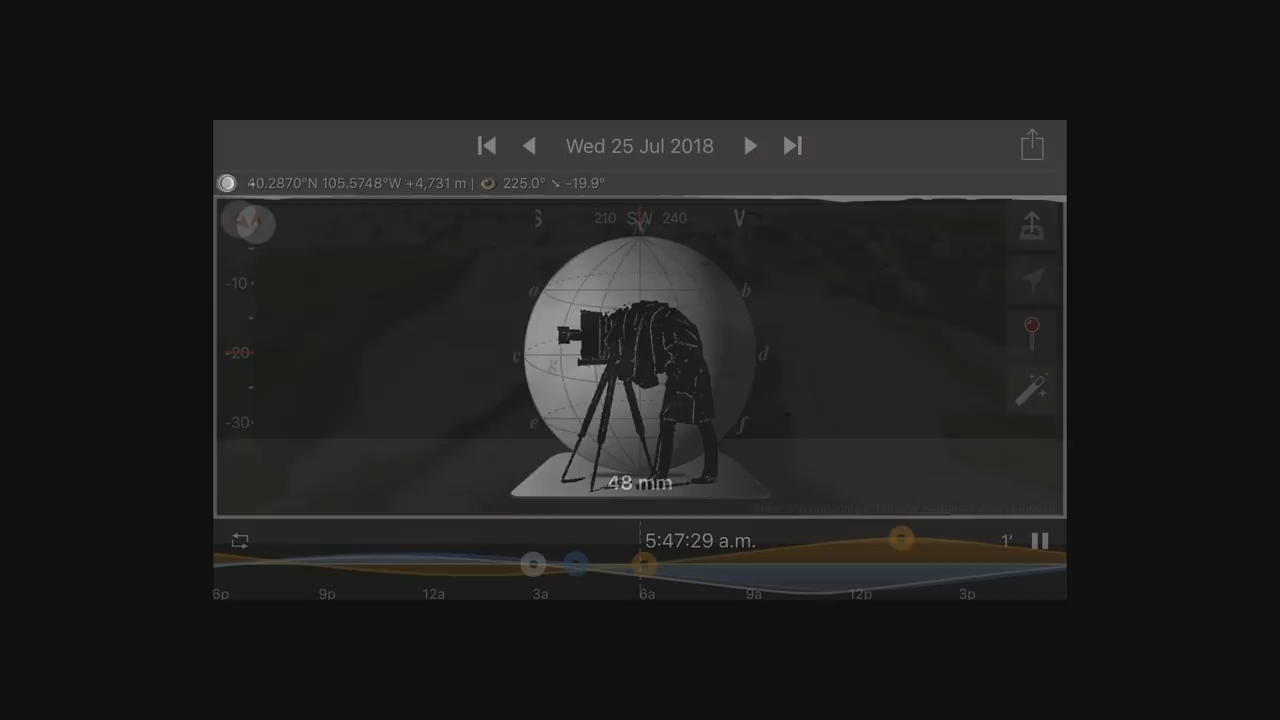 Wed 25 Jul 2018
40.2870°N 105.5748°W +4,731 m | 225.0° ↘ -19.9°
S 210 SW 240 V
N
-10
a b
-20
c g d
-30
e f
48 mm
5:47:29 a.m. 1′
6p 9p 12a 3a 6a 9a 12p 3p